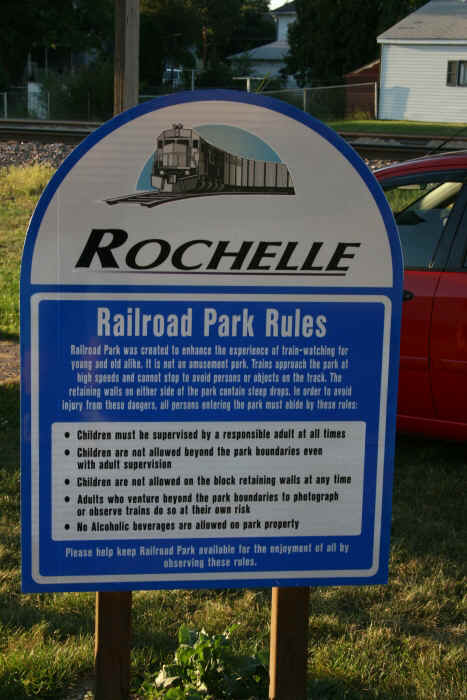 ROCHELLE
Railroad Park Rules
Railroad Park was created to enhance the experience of train-watching for
young and old alike. It is not an amusement park. Trains approach the park at
high speeds and cannot stop to avoid persons or objects on the track. The
retaining walls on either side of the park contain steep drops. In order to avoid
injury from these dangers, all persons entering the park must abide by these rules:
• Children must be supervised by a responsible adult at all times
• Children are not allowed beyond the park boundaries even
with adult supervision
• Children are not allowed on the block retaining walls at any time
• Adults who venture beyond the park boundaries to photograph
or observe trains do so at their own risk
• No Alcoholic beverages are allowed on park property
Please help keep Railroad Park available for the enjoyment of all by
observing these rules.